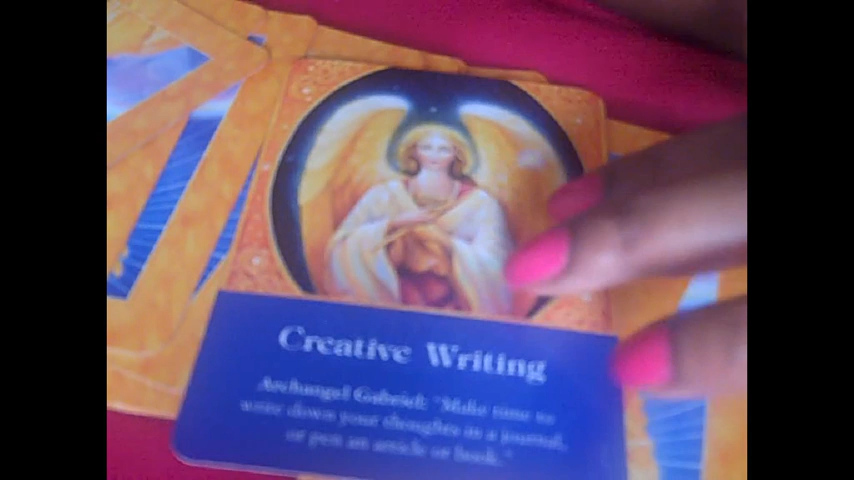 Creative Writing
Archangel Gabriel: "Make time to
write down your thoughts in a journal,
or pen an article or book."